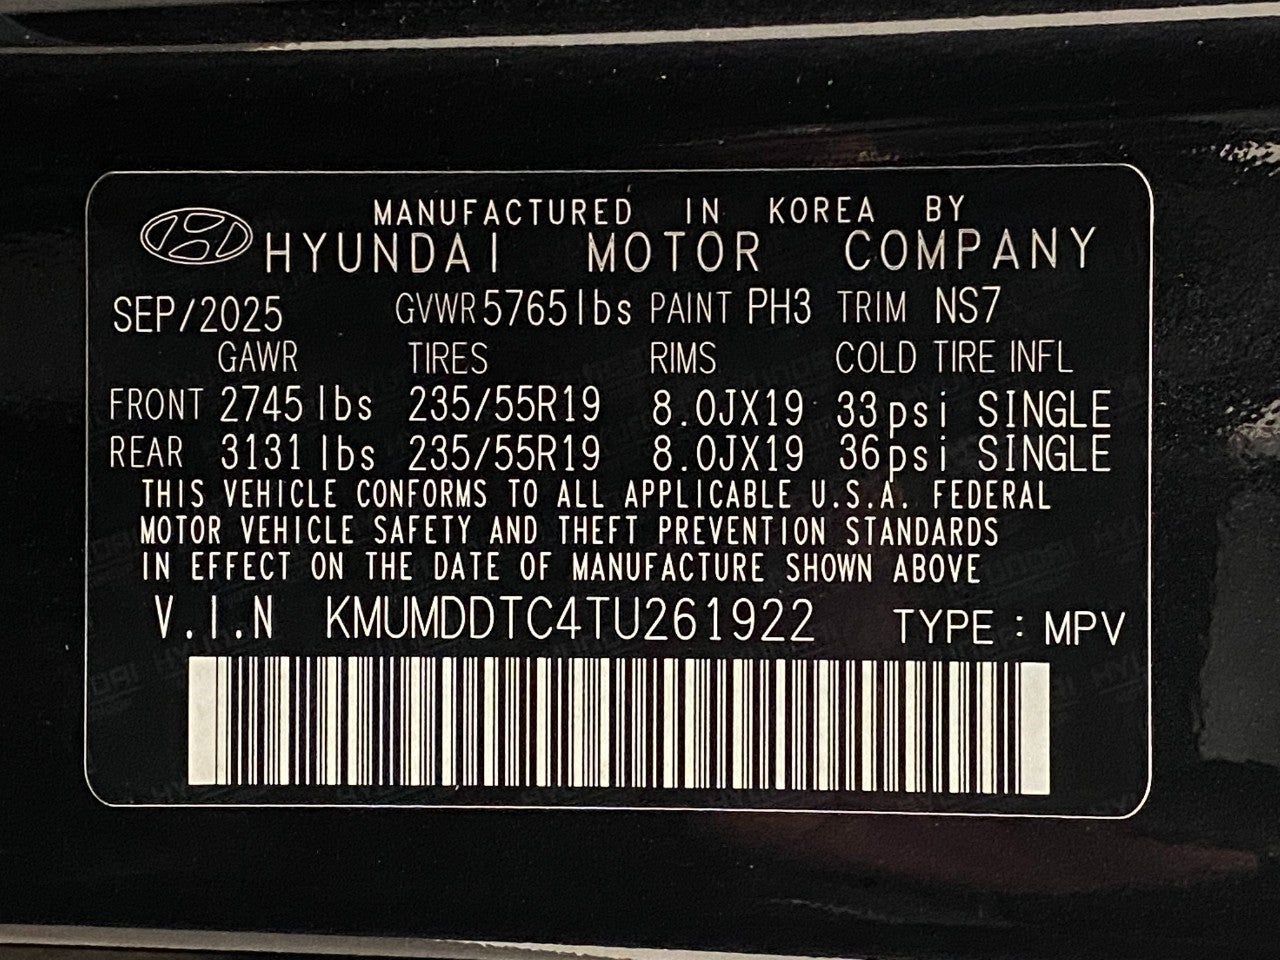 MANUFACTURED IN KOREA BY
HYUNDAI MOTOR COMPANY
SEP/2025 GVWR 5765lbs PAINT PH3 TRIM NS7
GAWR TIRES RIMS COLD TIRE INFL
FRONT 2745lbs 235/55R19 8.0JX19 33psi SINGLE
REAR 3131lbs 235/55R19 8.0JX19 36psi SINGLE
THIS VEHICLE CONFORMS TO ALL APPLICABLE U.S.A. FEDERAL
MOTOR VEHICLE SAFETY AND THEFT PREVENTION STANDARDS
IN EFFECT ON THE DATE OF MANUFACTURE SHOWN ABOVE
V.I.N KMUMDDTC4TU261922 TYPE : MPV